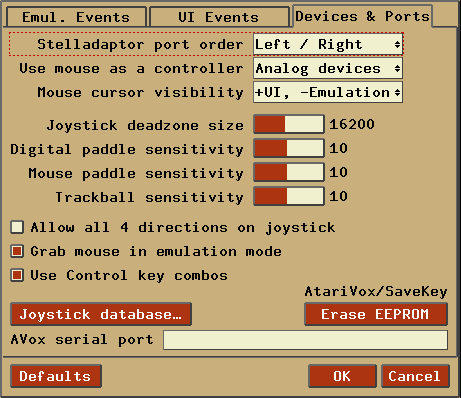 Emul. Events UI Events Devices & Ports
Stelladaptor port order Left / Right
Use mouse as a controller Analog devices
Mouse cursor visibility +UI, -Emulation
Joystick deadzone size 16200
Digital paddle sensitivity 10
Mouse paddle sensitivity 10
Trackball sensitivity 10
Allow all 4 directions on joystick
Grab mouse in emulation mode
Use Control key combos
AtariVox/SaveKey
Joystick database… Erase EEPROM
AVox serial port
Defaults OK Cancel